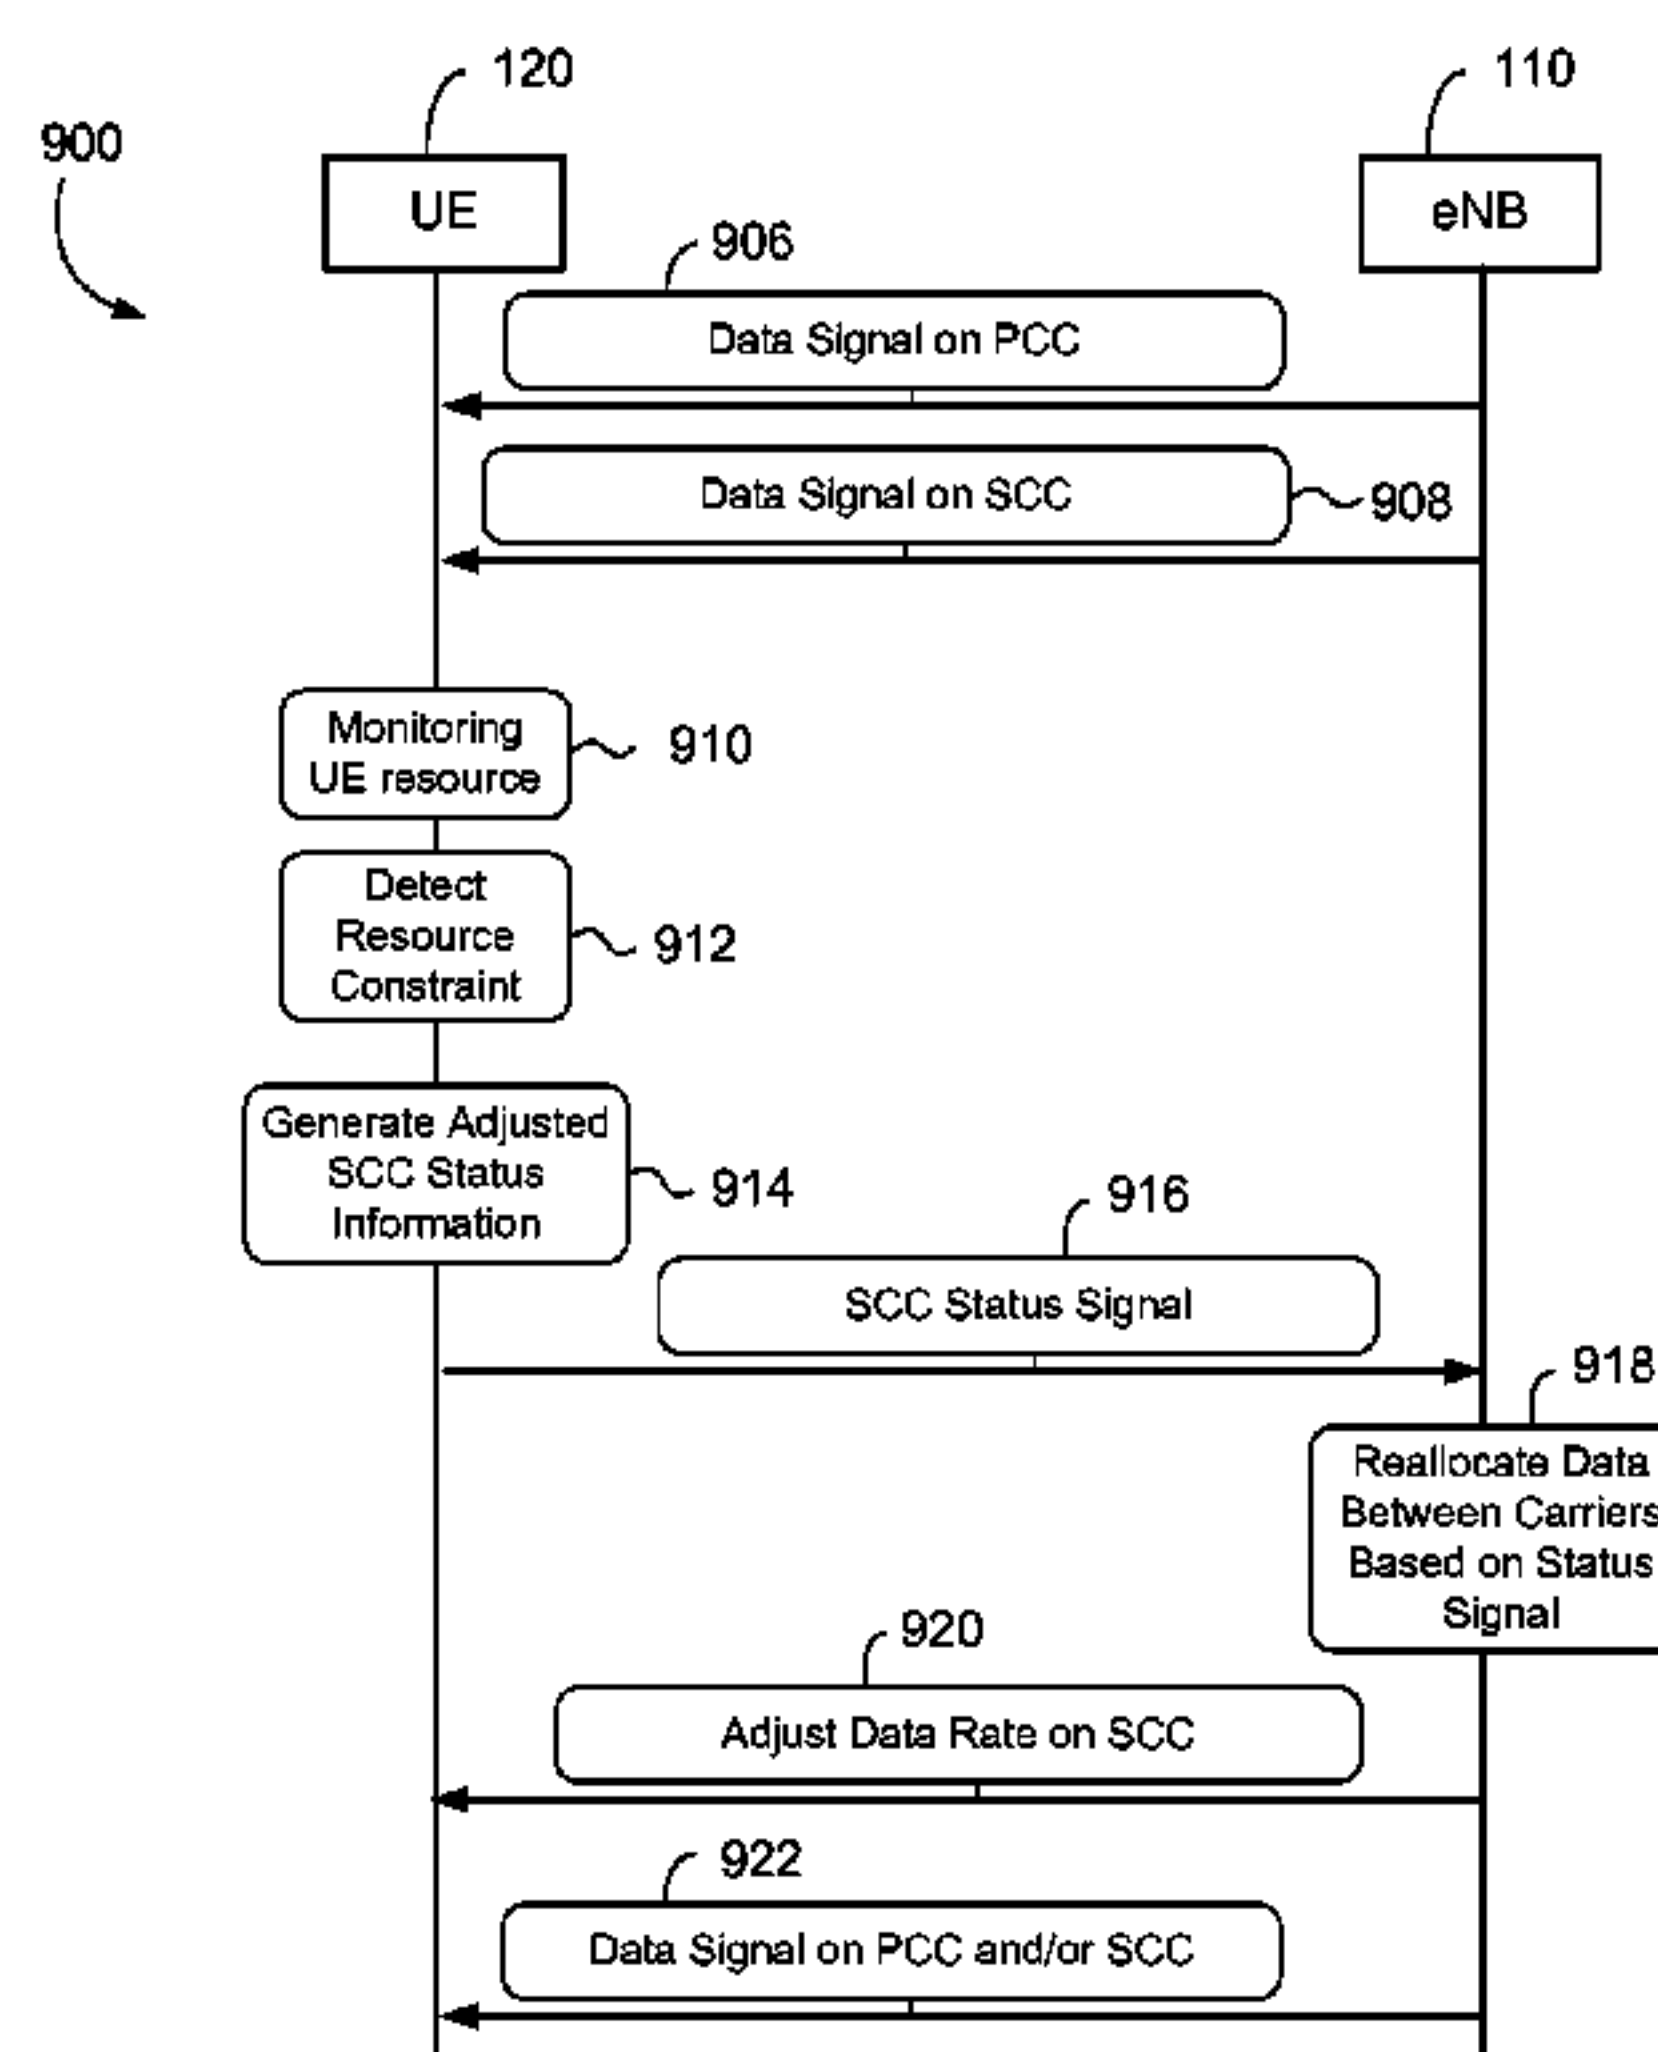 120
110
900
UE
eNB
906
Data Signal on PCC
Data Signal on SCC
908
Monitoring
UE resource
910
Detect
Resource
Constraint
912
Generate Adjusted
SCC Status
Information
914
916
SCC Status Signal
918
Reallocate Data
Between Carriers
Based on Status
Signal
920
Adjust Data Rate on SCC
922
Data Signal on PCC and/or SCC